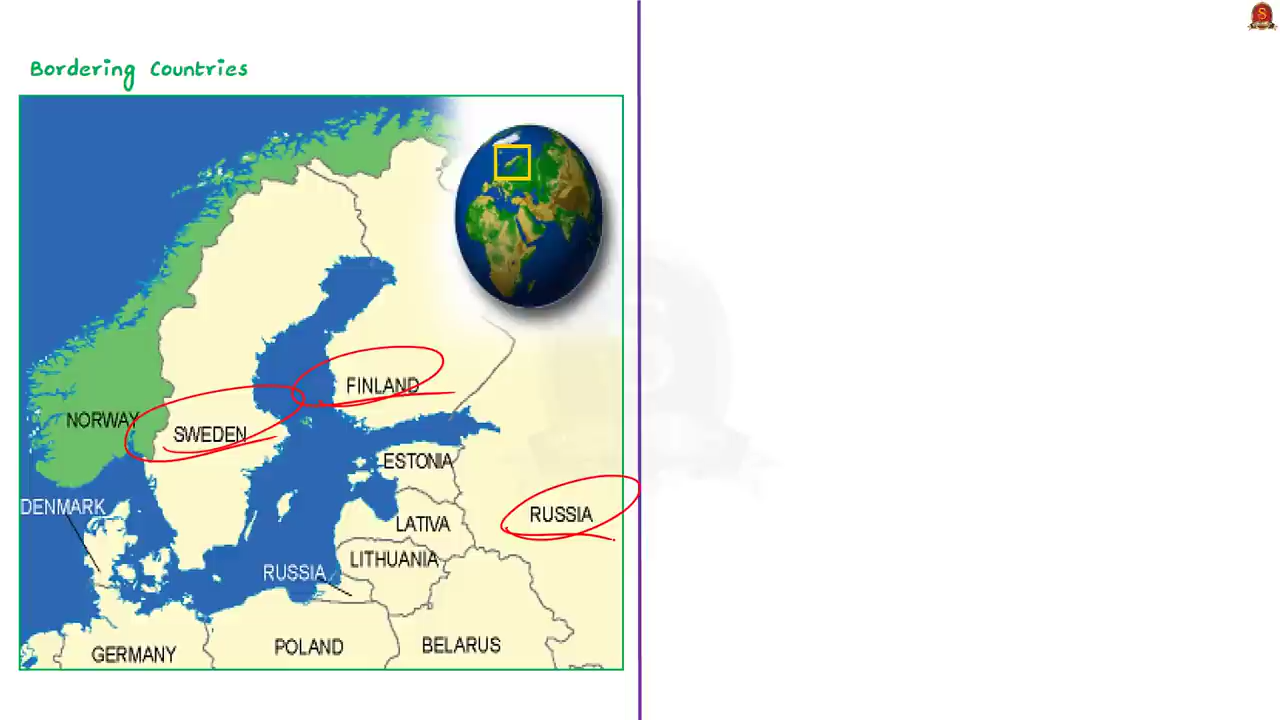 Bordering Countries
FINLAND
NORWAY
SWEDEN
ESTONIA
DENMARK
RUSSIA
LATIVA
LITHUANIA
RUSSIA
GERMANY
POLAND
BELARUS